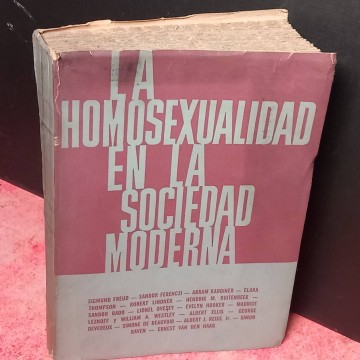 LA
HOMOSEXUALIDAD
EN LA
SOCIEDAD
MODERNA
SIGMUND FREUD — SANDOR FERENCZI — ABRAM KARDINER — CLARA
THOMPSON — ROBERT LINDNER — HENDRIK M. RUITENBEEK —
SANDOR RADO — LIONEL OVESEY — EVELYN HOOKER — MAURICE
LEZNOFF Y WILLIAM A. WESTLEY — ALBERT ELLIS — GEORGE
DEVEREUX — SIMONE DE BEAUVOIR — ALBERT J. REISS, Jr. — SIMON
RAVEN — ERNEST VAN DEN HAAG